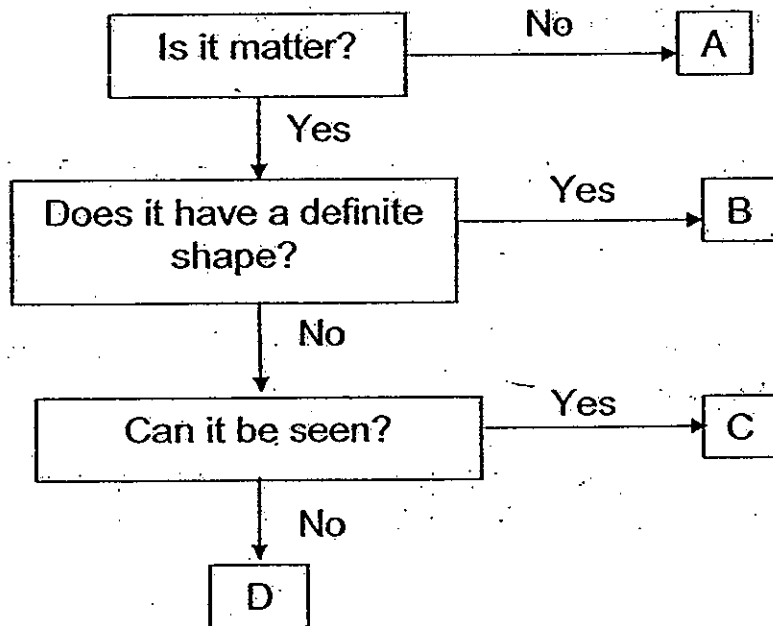 Is it matter?
No
A
Yes
Does it have a definite
shape?
Yes
B
No
Can it be seen?
Yes
C
No
D